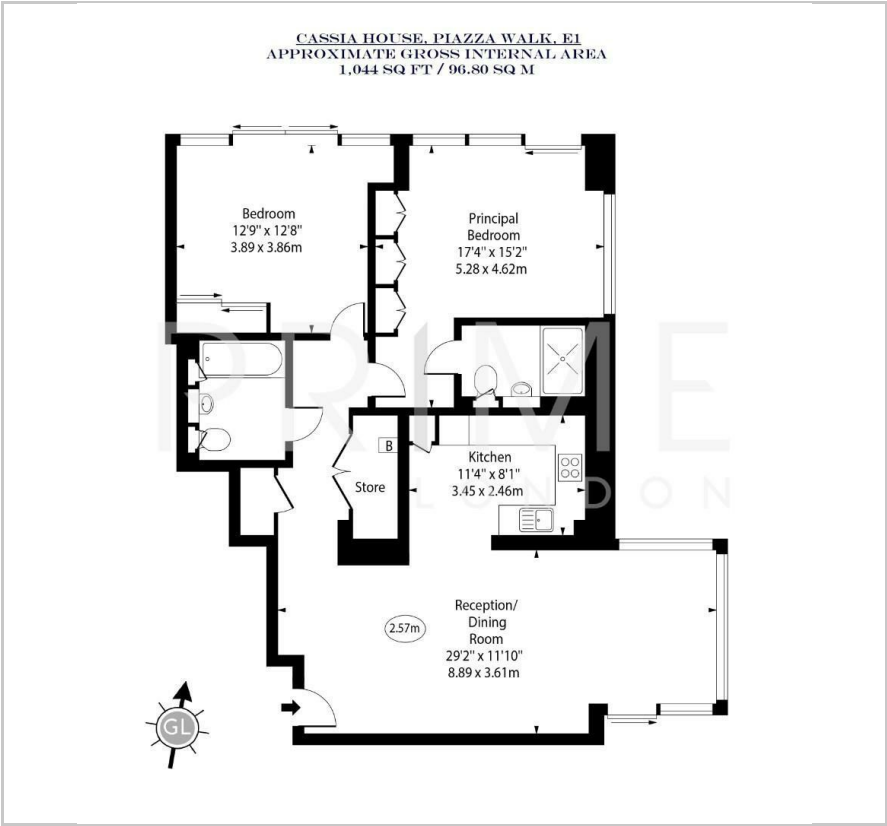 CASSIA HOUSE, PIAZZA WALK, E1
APPROXIMATE GROSS INTERNAL AREA
1,044 SQ FT / 96.80 SQ M
Bedroom
12'9" x 12'8"
3.89 x 3.86m
Principal
Bedroom
17'4" x 15'2"
5.28 x 4.62m
PRIME
LONDON
B
Store
Kitchen
11'4" x 8'1"
3.45 x 2.46m
2.57m
Reception/
Dining
Room
29'2" x 11'10"
8.89 x 3.61m
GL